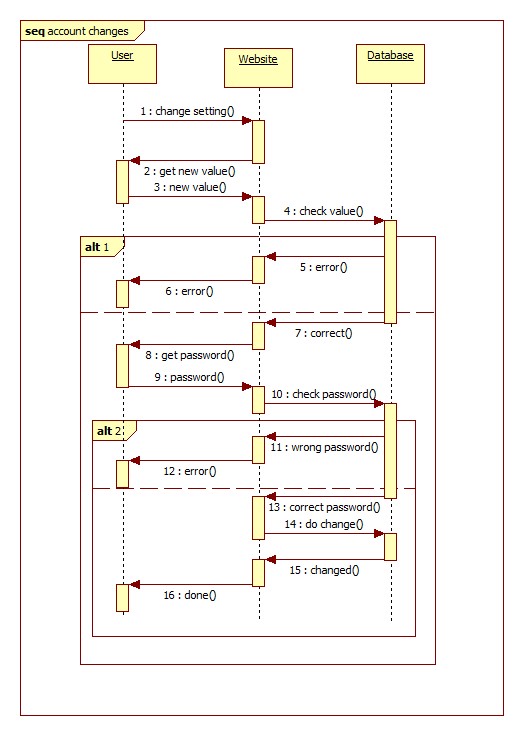 seq account changes
User
Website
Database
1 : change setting()
2 : get new value()
3 : new value()
4 : check value()
alt 1
5 : error()
6 : error()
7 : correct()
8 : get password()
9 : password()
10 : check password()
alt 2
11 : wrong password()
12 : error()
13 : correct password()
14 : do change()
15 : changed()
16 : done()